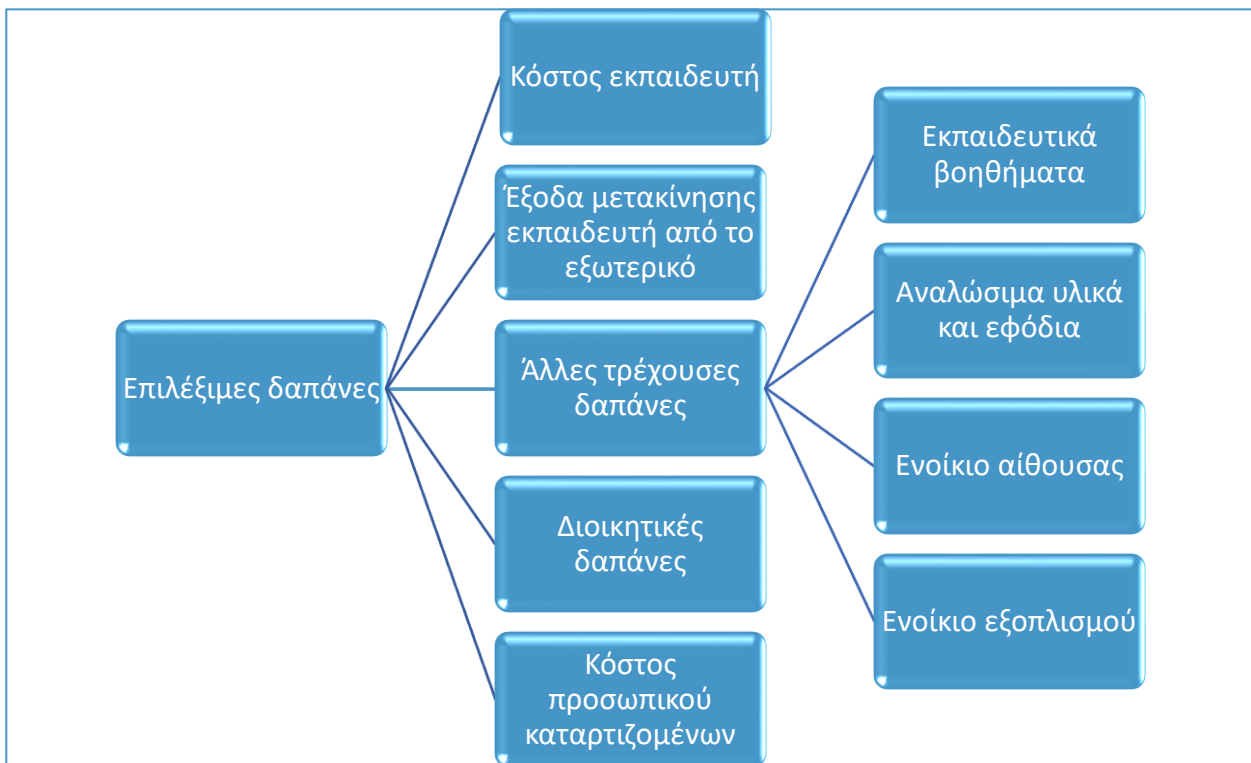 Επιλέξιμες δαπάνες
Κόστος εκπαιδευτή
Έξοδα μετακίνησης
εκπαιδευτή από το
εξωτερικό
Άλλες τρέχουσες
δαπάνες
Διοικητικές
δαπάνες
Κόστος
προσωπικού
καταρτιζομένων
Εκπαιδευτικά
βοηθήματα
Αναλώσιμα υλικά
και εφόδια
Ενοίκιο αίθουσας
Ενοίκιο εξοπλισμού